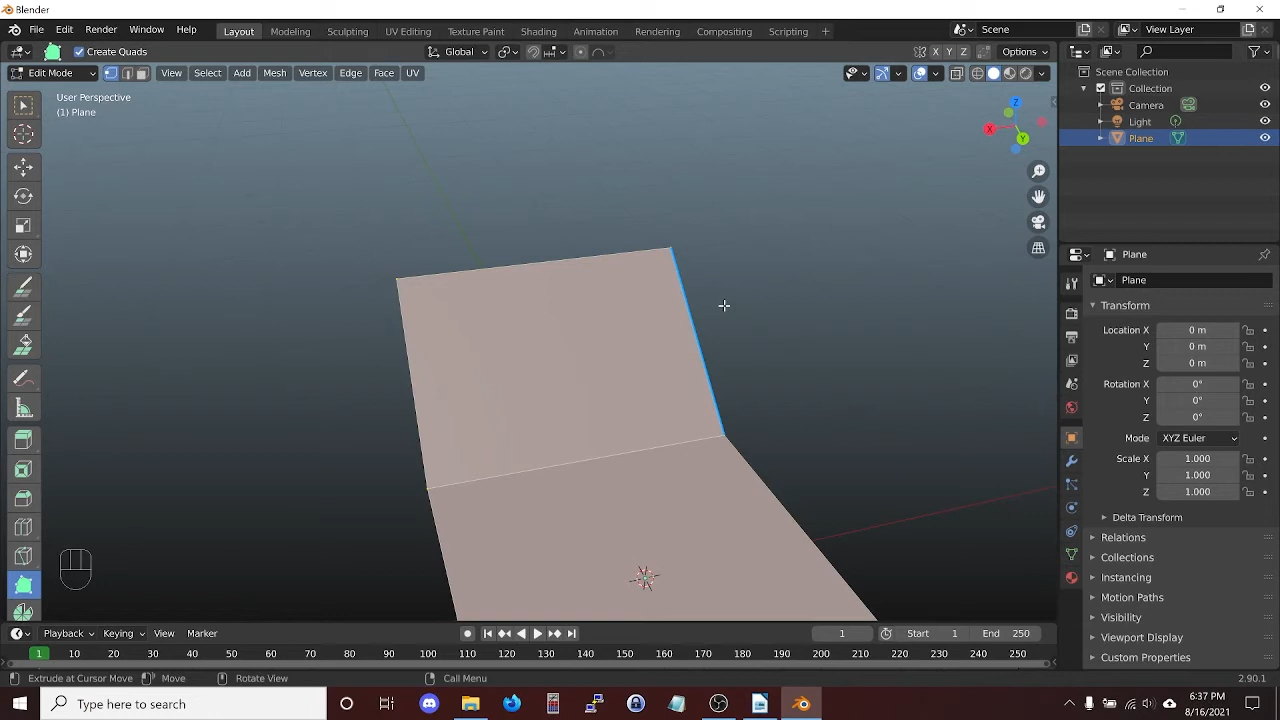 Blender
File Edit Render Window Help Layout Modeling Sculpting UV Editing Texture Paint Shading Animation Rendering Compositing Scripting + Scene View Layer
Create Quads Global X Y Z Options
Edit Mode View Select Add Mesh Vertex Edge Face UV
User Perspective
(1) Plane
Z
X
Y
Scene Collection
Collection
Camera
Light
Plane
Plane
Plane
Transform
Location X 0 m
Y 0 m
Z 0 m
Rotation X 0°
Y 0°
Z 0°
Mode XYZ Euler
Scale X 1.000
Y 1.000
Z 1.000
Delta Transform
Relations
Collections
Instancing
Motion Paths
Visibility
Viewport Display
Custom Properties
Playback Keying View Marker 1 Start 1 End 250
1 10 20 30 40 50 60 70 80 90 100 110 120 130 140 150 160 170 180 190 200 210 220 230 240 250
Extrude at Cursor Move Move Rotate View Call Menu 2.90.1
Type here to search
6:37 PM
8/16/2021